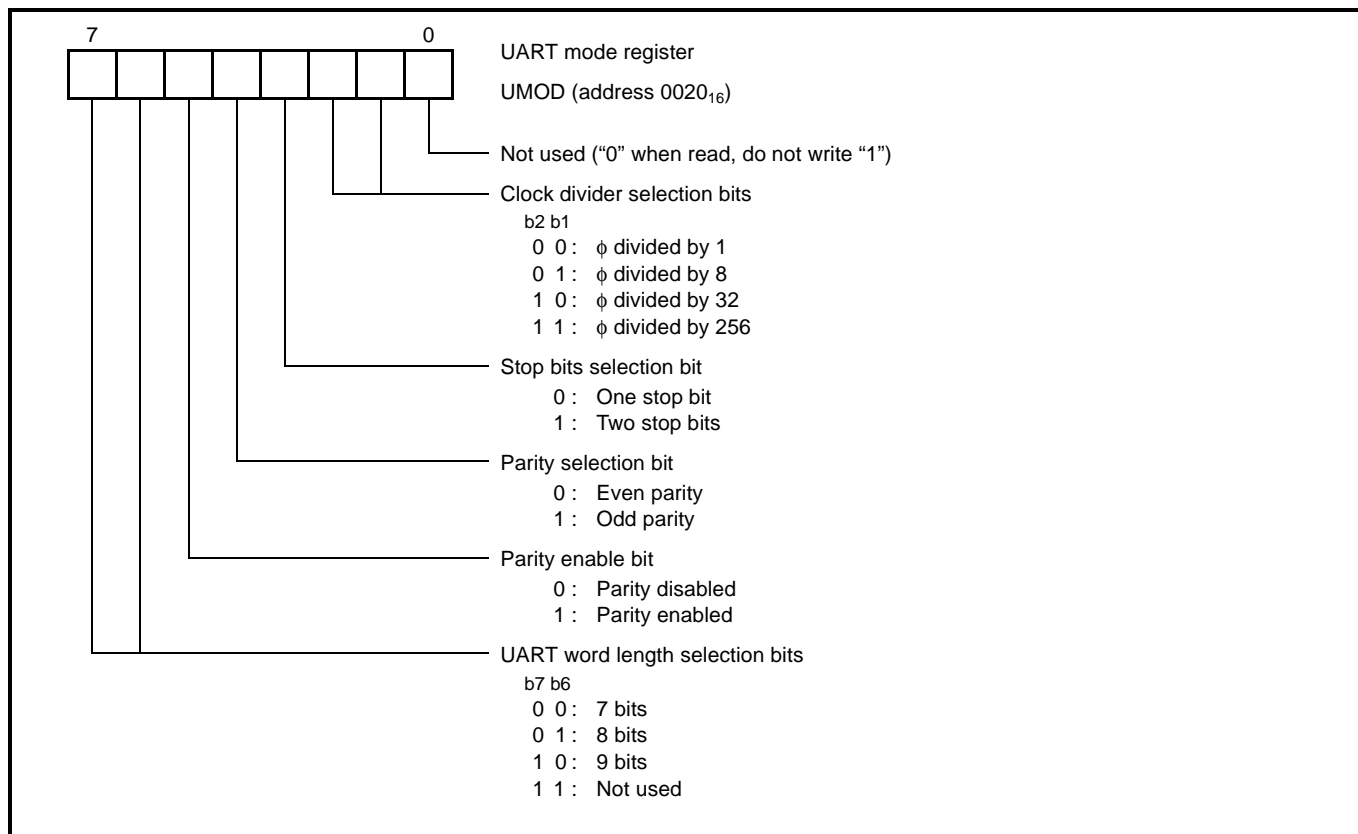 7 0
UART mode register
UMOD (address 0020₁₆)
Not used (“0” when read, do not write “1”)
Clock divider selection bits
b2 b1
0 0 : ϕ divided by 1
0 1 : ϕ divided by 8
1 0 : ϕ divided by 32
1 1 : ϕ divided by 256
Stop bits selection bit
0 : One stop bit
1 : Two stop bits
Parity selection bit
0 : Even parity
1 : Odd parity
Parity enable bit
0 : Parity disabled
1 : Parity enabled
UART word length selection bits
b7 b6
0 0 : 7 bits
0 1 : 8 bits
1 0 : 9 bits
1 1 : Not used